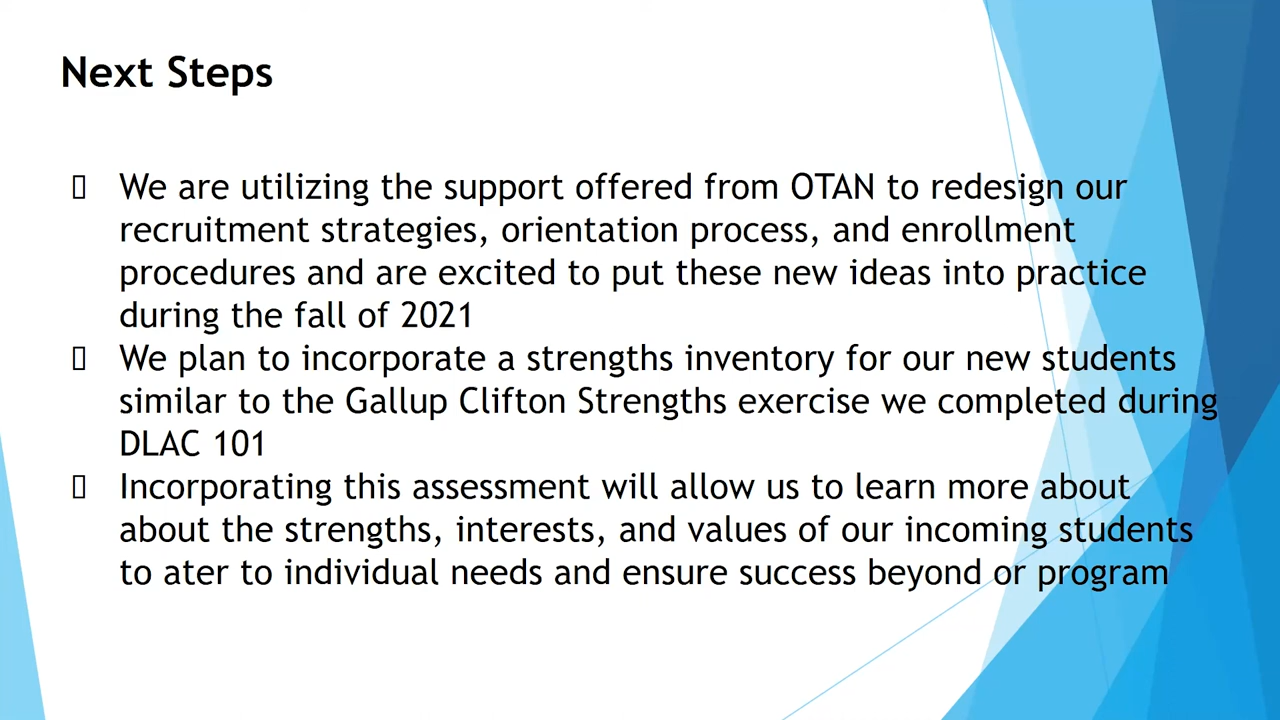 Next Steps
We are utilizing the support offered from OTAN to redesign our
recruitment strategies, orientation process, and enrollment
procedures and are excited to put these new ideas into practice
during the fall of 2021
We plan to incorporate a strengths inventory for our new students
similar to the Gallup Clifton Strengths exercise we completed during
DLAC 101
Incorporating this assessment will allow us to learn more about
about the strengths, interests, and values of our incoming students
to ater to individual needs and ensure success beyond or program